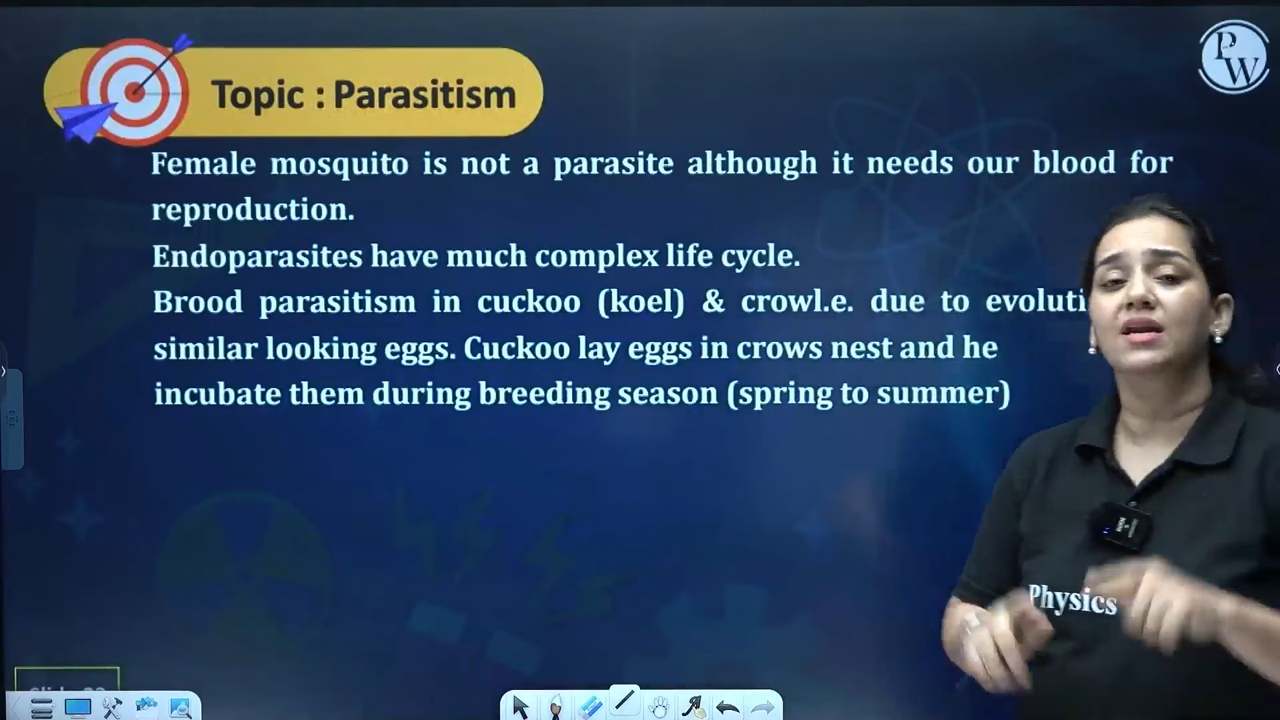 PW
Topic : Parasitism
Female mosquito is not a parasite although it needs our blood for
reproduction.
Endoparasites have much complex life cycle.
Brood parasitism in cuckoo (koel) & crowl.e. due to
similar looking eggs. Cuckoo lay eggs in crows nest and he
incubate them during breeding season (spring to summer)
Physics